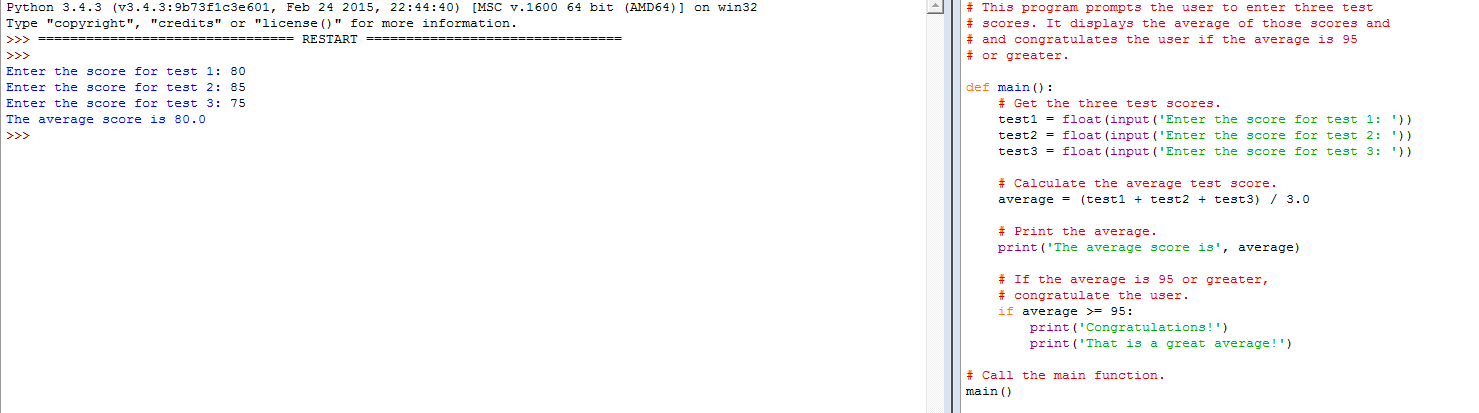 Python 3.4.3 (v3.4.3:9b73f1c3e601, Feb 24 2015, 22:44:40) [MSC v.1600 64 bit (AMD64)] on win32
Type "copyright", "credits" or "license()" for more information.
>>> ================================ RESTART ================================
>>>
Enter the score for test 1: 80
Enter the score for test 2: 85
Enter the score for test 3: 75
The average score is 80.0
>>>
# This program prompts the user to enter three test
# scores. It displays the average of those scores and
# and congratulates the user if the average is 95
# or greater.

def main():
    # Get the three test scores.
    test1 = float(input('Enter the score for test 1: '))
    test2 = float(input('Enter the score for test 2: '))
    test3 = float(input('Enter the score for test 3: '))

    # Calculate the average test score.
    average = (test1 + test2 + test3) / 3.0

    # Print the average.
    print('The average score is', average)

    # If the average is 95 or greater,
    # congratulate the user.
    if average >= 95:
        print('Congratulations!')
        print('That is a great average!')

# Call the main function.
main()